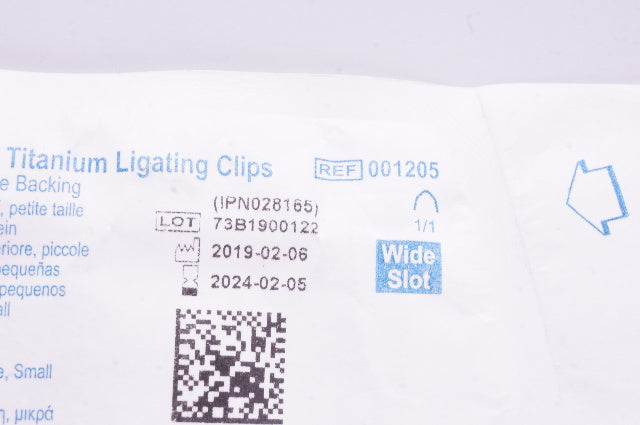 Titanium Ligating Clips
REF 001205
e Backing
(IPN028165)
, petite taille
LOT 73B1900122
1/1
ein
eriore, piccole
2019-02-06
Wide
Slot
pequeñas
2024-02-05
pequenos
all
e, Small
η, μικρά